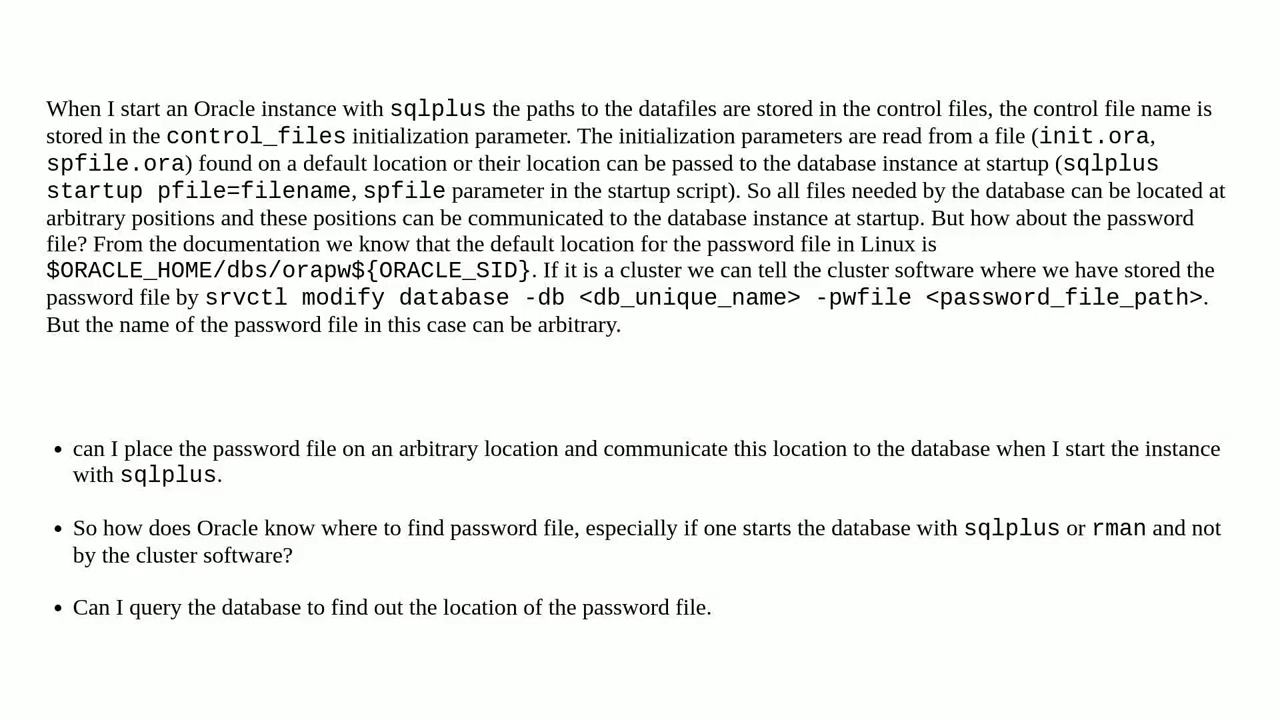 When I start an Oracle instance with sqlplus the paths to the datafiles are stored in the control files, the control file name is
stored in the control_files initialization parameter. The initialization parameters are read from a file (init.ora,
spfile.ora) found on a default location or their location can be passed to the database instance at startup (sqlplus
startup pfile=filename, spfile parameter in the startup script). So all files needed by the database can be located at
arbitrary positions and these positions can be communicated to the database instance at startup. But how about the password
file? From the documentation we know that the default location for the password file in Linux is
$ORACLE_HOME/dbs/orapw${ORACLE_SID}. If it is a cluster we can tell the cluster software where we have stored the
password file by srvctl modify database -db <db_unique_name> -pwfile <password_file_path>.
But the name of the password file in this case can be arbitrary.
• can I place the password file on an arbitrary location and communicate this location to the database when I start the instance
with sqlplus.
• So how does Oracle know where to find password file, especially if one starts the database with sqlplus or rman and not
by the cluster software?
• Can I query the database to find out the location of the password file.